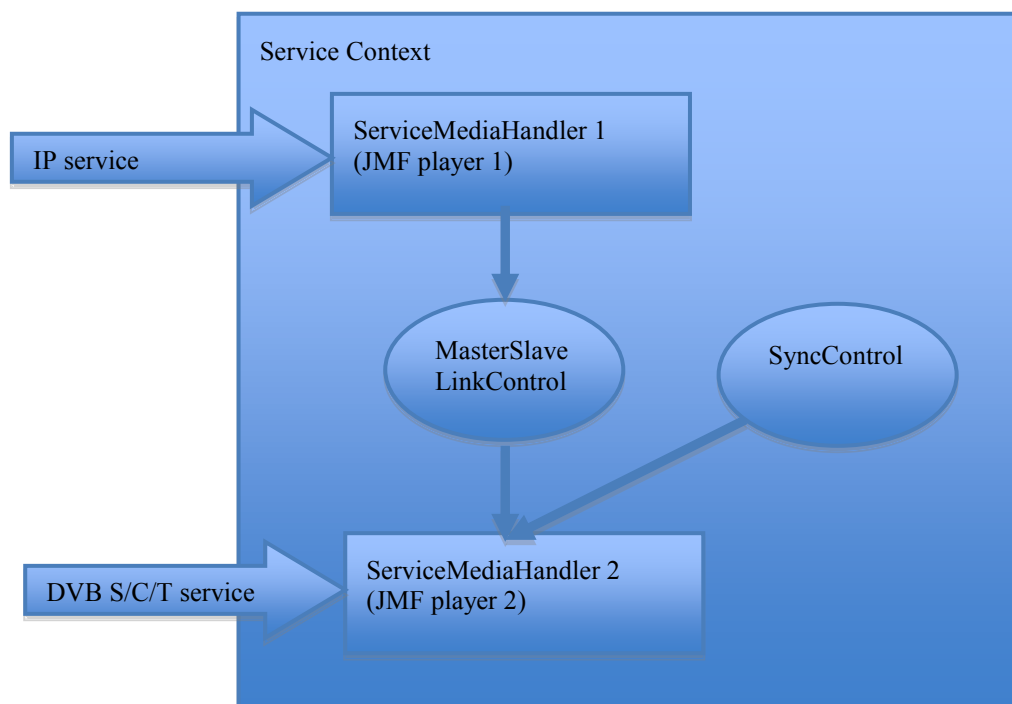 Service Context
ServiceMediaHandler 1
(JMF player 1)
IP service
MasterSlave
LinkControl
SyncControl
ServiceMediaHandler 2
(JMF player 2)
DVB S/C/T service